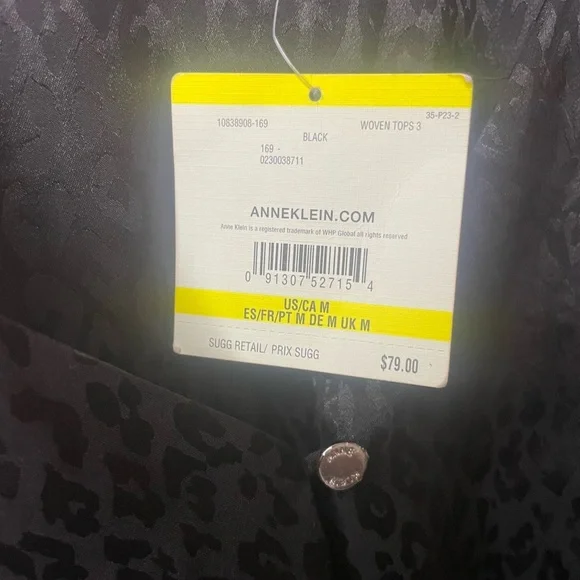 35-P23-2
10838908-169 WOVEN TOPS 3
BLACK
169 -
0230038711
ANNEKLEIN.COM
Anne Klein is a registered trademark of WHP Global all rights reserved.
0 91307 52715 4
US/CA M
ES/FR/PT M DE M UK M
SUGG RETAIL/ PRIX SUGG $79.00